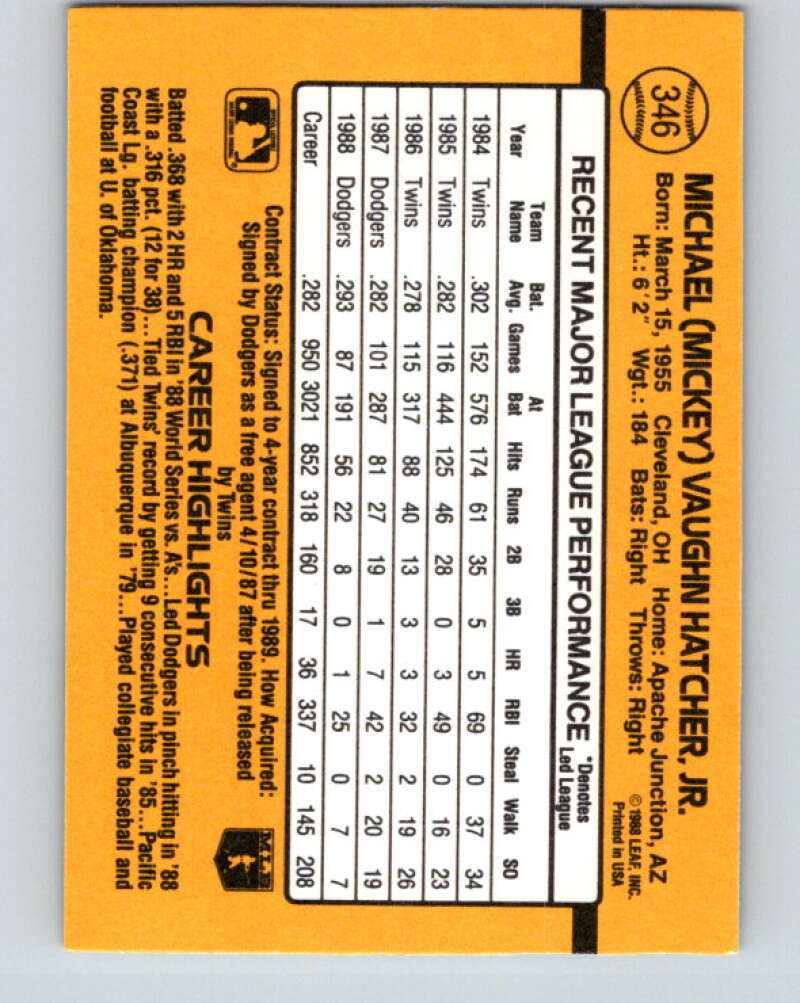 346
MICHAEL (MICKEY) VAUGHN HATCHER, JR.
Born: March 15, 1955 Cleveland, OH Home: Apache Junction, AZ
Ht.: 6'2" Wgt.: 184 Bats: Right Throws: Right
©1988 LEAF, INC.
Printed in USA
RECENT MAJOR LEAGUE PERFORMANCE *Denotes Led League
Year Team Name Bat. Avg. Games At Bat Hits Runs 2B 3B HR RBI Steal Walk SO
1984 Twins .302 152 576 174 61 35 5 5 69 0 37 34
1985 Twins .282 116 444 125 46 28 0 3 49 0 16 23
1986 Twins .278 115 317 88 40 13 3 3 32 2 19 26
1987 Dodgers .282 101 287 81 27 19 1 7 42 2 20 19
1988 Dodgers .293 87 191 56 22 8 0 1 25 0 7 7
Career .282 950 3021 852 318 160 17 36 337 10 145 208
Contract Status: Signed to 4-year contract thru 1989. How Acquired:
Signed by Dodgers as a free agent 4/10/87 after being released
by Twins
MLB
CAREER HIGHLIGHTS
Batted .368 with 2 HR and 5 RBI in '88 World Series vs. A's...Led Dodgers in pinch hitting in '88
with a .316 pct. (12 for 38)... Tied Twins' record by getting 9 consecutive hits in '85...Pacific
Coast Lg. batting champion (.371) at Albuquerque in '79...Played collegiate baseball and
football at U. of Oklahoma.